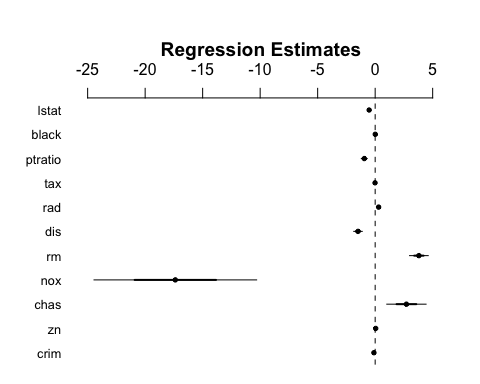 Regression Estimates
-25 -20 -15 -10 -5 0 5
lstat
black
ptratio
tax
rad
dis
rm
nox
chas
zn
crim